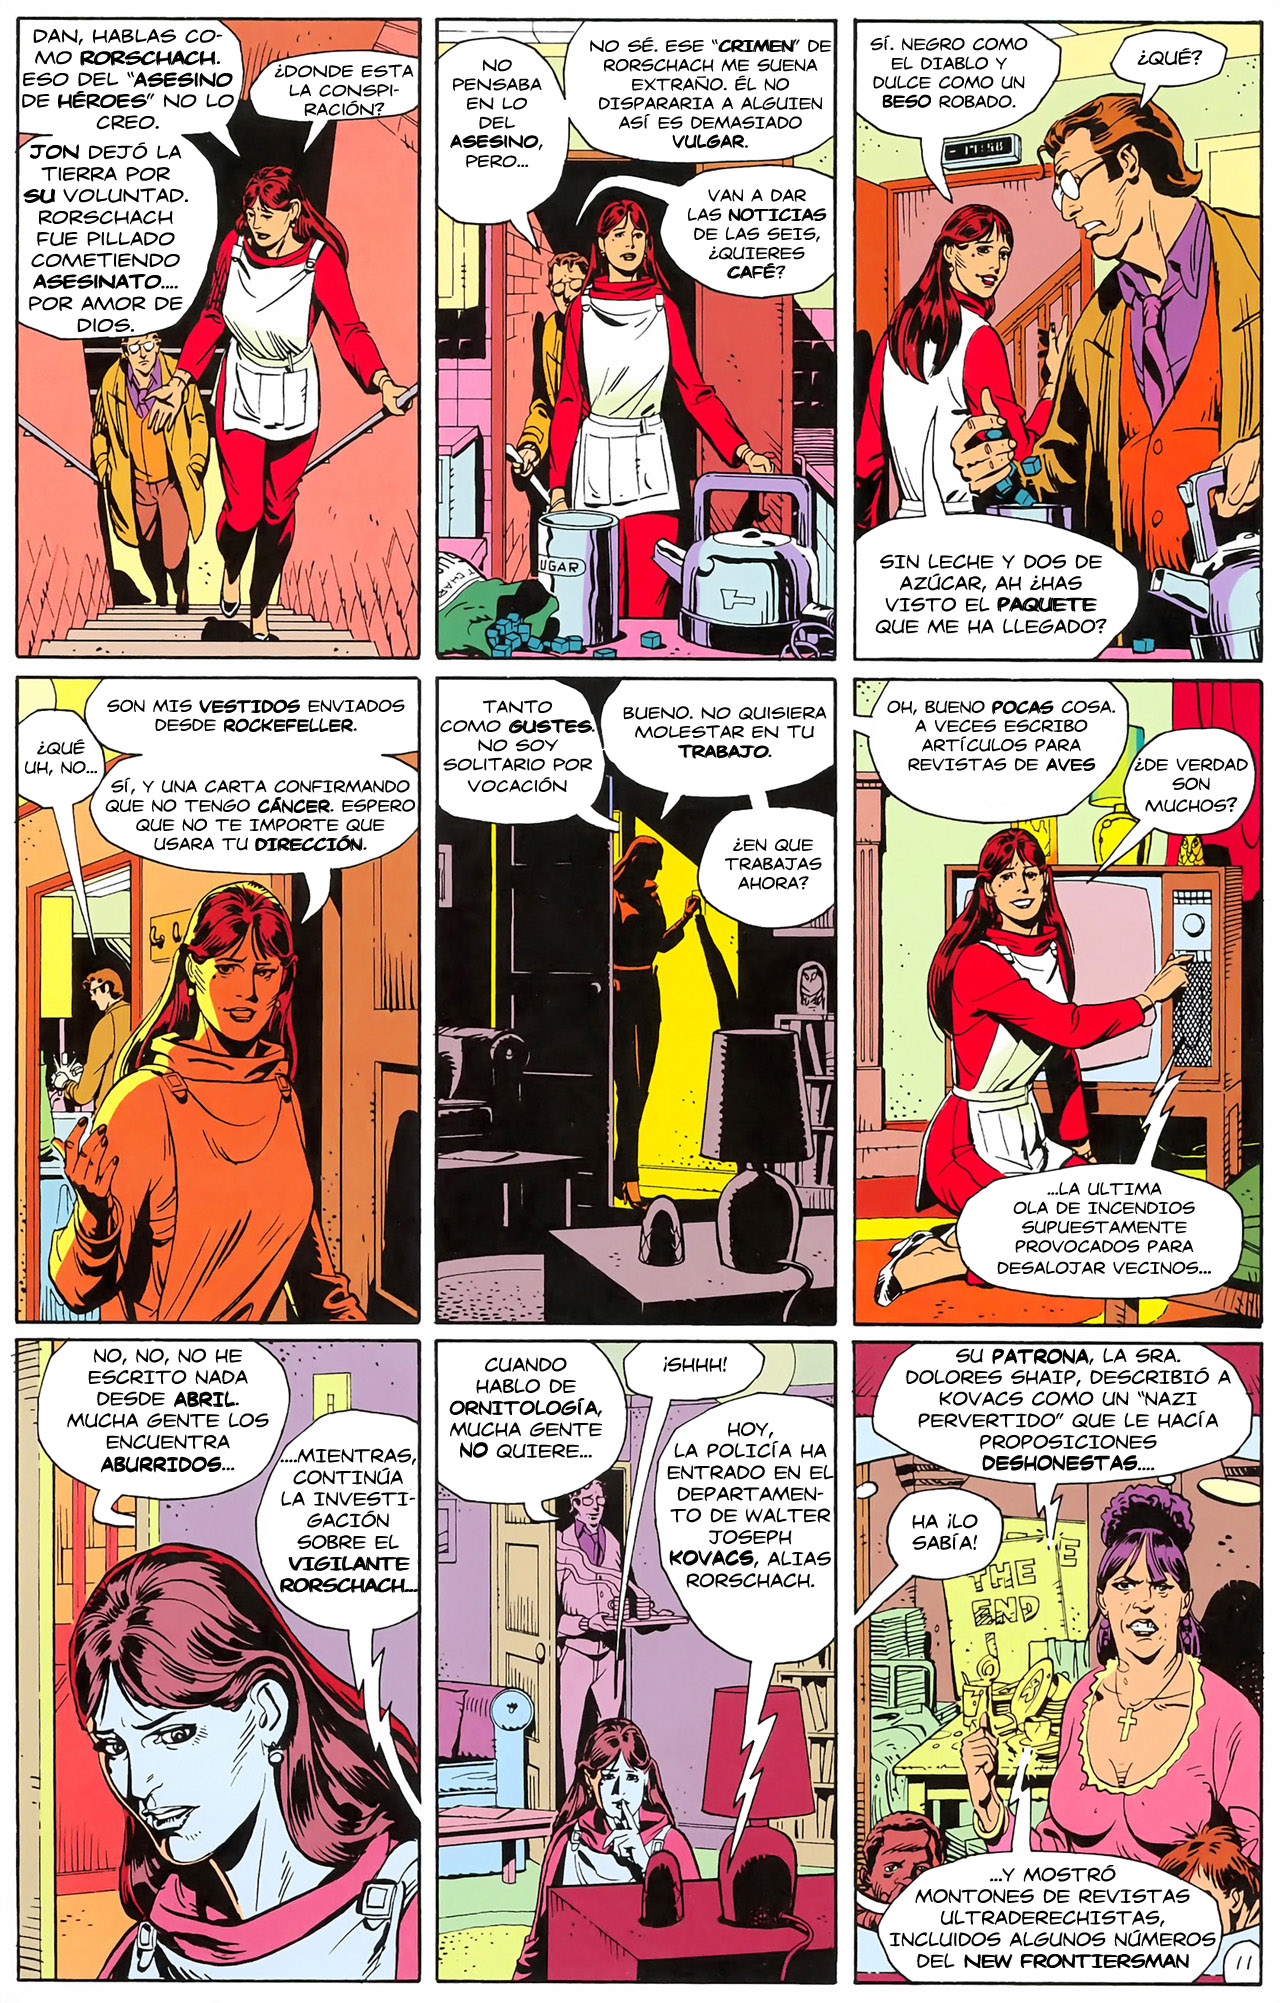 DAN, HABLAS CO-
MO RORSCHACH.
ESO DEL "ASESINO
DE HÉROES" NO LO
CREO.
¿DONDE ESTA
LA CONSPI-
RACIÓN?
JON DEJÓ LA
TIERRA POR
SU VOLUNTAD.
RORSCHACH
FUE PILLADO
COMETIENDO
ASESINATO....
POR AMOR DE
DIOS.
NO
PENSABA
EN LO
DEL
ASESINO,
PERO...
NO SÉ. ESE "CRIMEN" DE
RORSCHACH ME SUENA
EXTRAÑO. ÉL NO
DISPARARIA A ALGUIEN
ASÍ ES DEMASIADO
VULGAR.
VAN A DAR
LAS NOTICIAS
DE LAS SEIS,
¿QUIERES
CAFÉ?
UGAR
CHAR
SÍ. NEGRO COMO
EL DIABLO Y
DULCE COMO UN
BESO ROBADO.
¿QUÉ?
17:58
SIN LECHE Y DOS DE
AZÚCAR, AH ¿HAS
VISTO EL PAQUETE
QUE ME HA LLEGADO?
¿QUÉ
UH, NO...
SON MIS VESTIDOS ENVIADOS
DESDE ROCKEFELLER.
SÍ, Y UNA CARTA CONFIRMANDO
QUE NO TENGO CÁNCER. ESPERO
QUE NO TE IMPORTE QUE
USARA TU DIRECCIÓN.
TANTO
COMO GUSTES.
NO SOY
SOLITARIO POR
VOCACIÓN
BUENO. NO QUISIERA
MOLESTAR EN TU
TRABAJO.
¿EN QUE
TRABAJAS
AHORA?
OH, BUENO POCAS COSA.
A VECES ESCRIBO
ARTÍCULOS PARA
REVISTAS DE AVES
¿DE VERDAD
SON
MUCHOS?
...LA ULTIMA
OLA DE INCENDIOS
SUPUESTAMENTE
PROVOCADOS PARA
DESALOJAR VECINOS...
NO, NO, NO HE
ESCRITO NADA
DESDE ABRIL.
MUCHA GENTE LOS
ENCUENTRA
ABURRIDOS...
....MIENTRAS,
CONTINÚA
LA INVESTI-
GACIÓN
SOBRE EL
VIGILANTE
RORSCHACH...
CUANDO
HABLO DE
ORNITOLOGÍA,
MUCHA GENTE
NO QUIERE...
¡SHHH!
HOY,
LA POLICÍA HA
ENTRADO EN EL
DEPARTAMEN-
TO DE WALTER
JOSEPH
KOVACS, ALIAS
RORSCHACH.
SU PATRONA, LA SRA.
DOLORES SHAIP, DESCRIBIÓ A
KOVACS COMO UN "NAZI
PERVERTIDO" QUE LE HACÍA
PROPOSICIONES
DESHONESTAS....
HA ¡LO
SABÍA!
THE
END
...Y MOSTRÓ
MONTONES DE REVISTAS
ULTRADERECHISTAS,
INCLUIDOS ALGUNOS NÚMEROS
DEL NEW FRONTIERSMAN
11